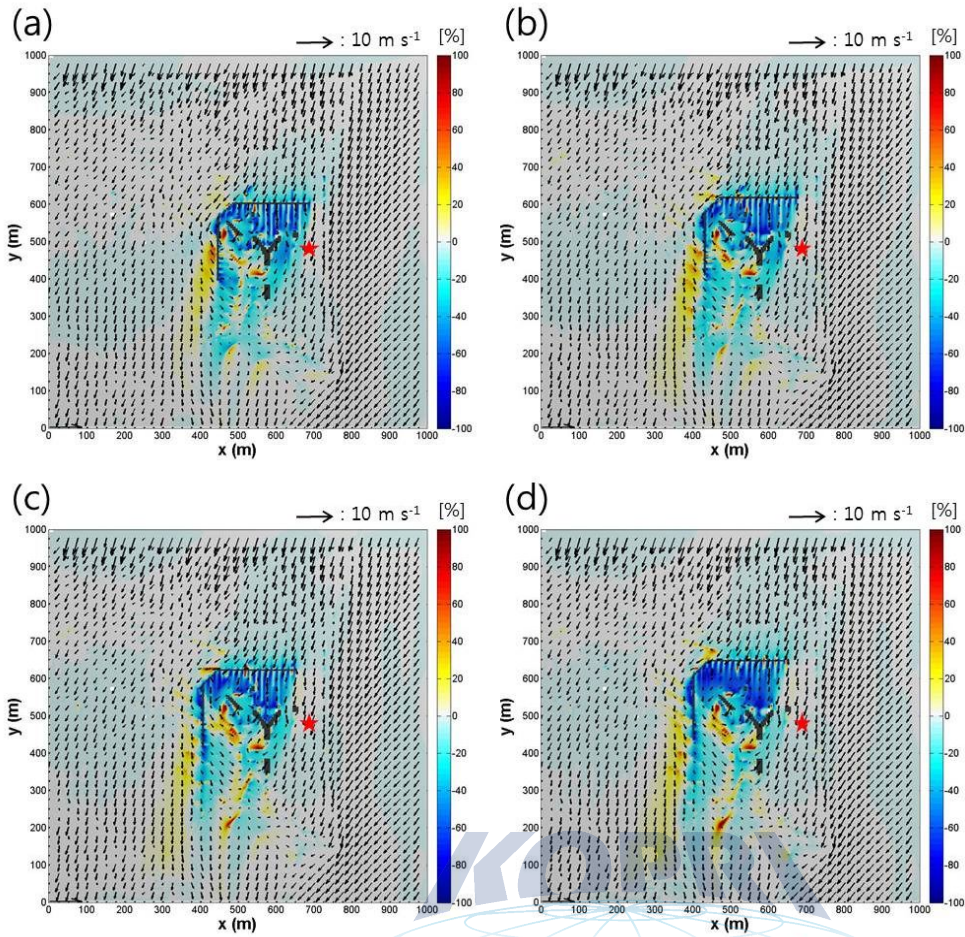 (a) (b)
: 10 m s⁻¹ [%] : 10 m s⁻¹ [%]
1000 900 800 700 600 500 400 300 200 100 0
y (m)
100 80 60 40 20 0 -20 -40 -60 -80 -100
0 100 200 300 400 500 600 700 800 900 1000
x (m)
1000 900 800 700 600 500 400 300 200 100 0
y (m)
100 80 60 40 20 0 -20 -40 -60 -80 -100
0 100 200 300 400 500 600 700 800 900 1000
x (m)
(c) (d)
: 10 m s⁻¹ [%] : 10 m s⁻¹ [%]
1000 900 800 700 600 500 400 300 200 100 0
y (m)
100 80 60 40 20 0 -20 -40 -60 -80 -100
0 100 200 300 400 500 600 700 800 900 1000
x (m)
1000 900 800 700 600 500 400 300 200 100 0
y (m)
100 80 60 40 20 0 -20 -40 -60 -80 -100
0 100 200 300 400 500 600 700 800 900 1000
x (m)